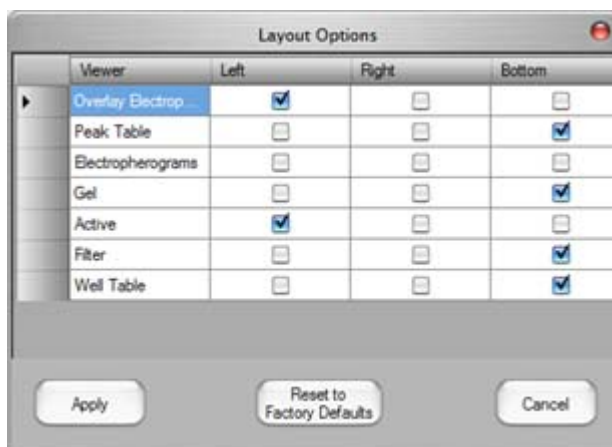 Layout Options
Viewer Left Right Bottom
Overlay Electrop...
Peak Table
Electropherograms
Gel
Active
Filter
Well Table
Apply
Reset to
Factory Defaults
Cancel